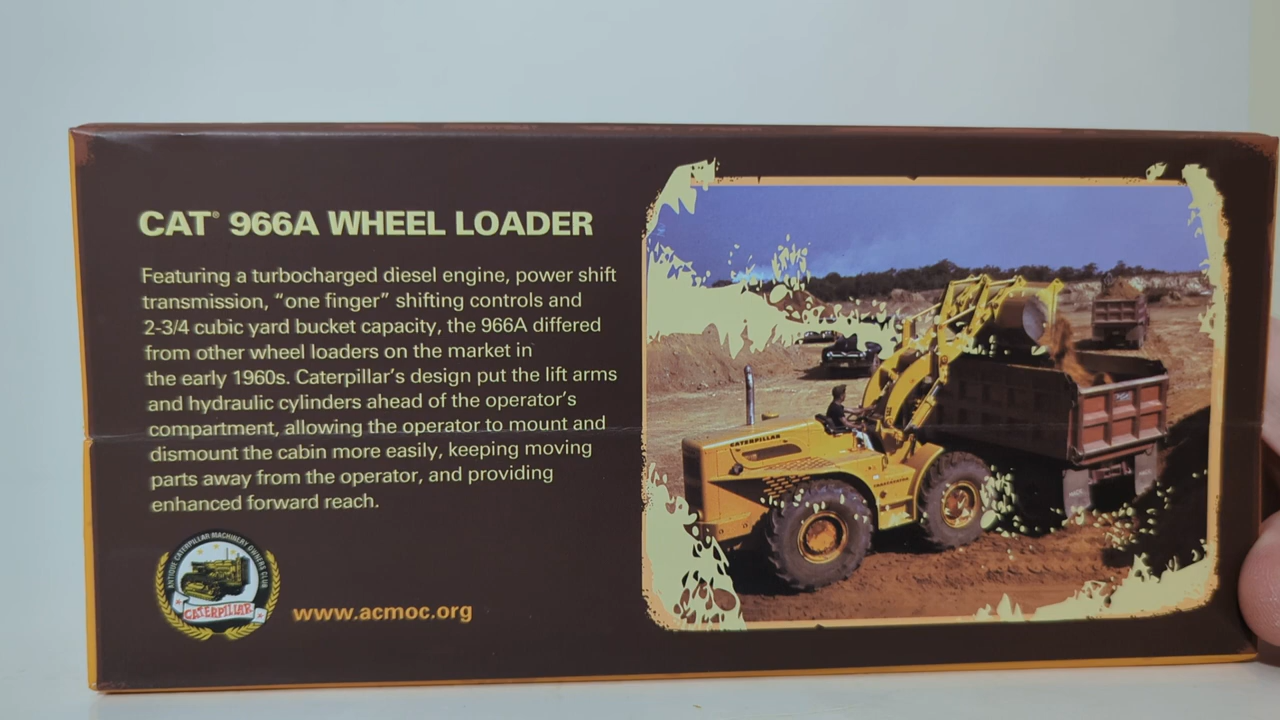 CAT® 966A WHEEL LOADER
Featuring a turbocharged diesel engine, power shift
transmission, “one finger” shifting controls and
2-3/4 cubic yard bucket capacity, the 966A differed
from other wheel loaders on the market in
the early 1960s. Caterpillar’s design put the lift arms
and hydraulic cylinders ahead of the operator’s
compartment, allowing the operator to mount and
dismount the cabin more easily, keeping moving
parts away from the operator, and providing
enhanced forward reach.
ANTIQUE CATERPILLAR MACHINERY OWNERS CLUB
CATERPILLAR
www.acmoc.org
CATERPILLAR